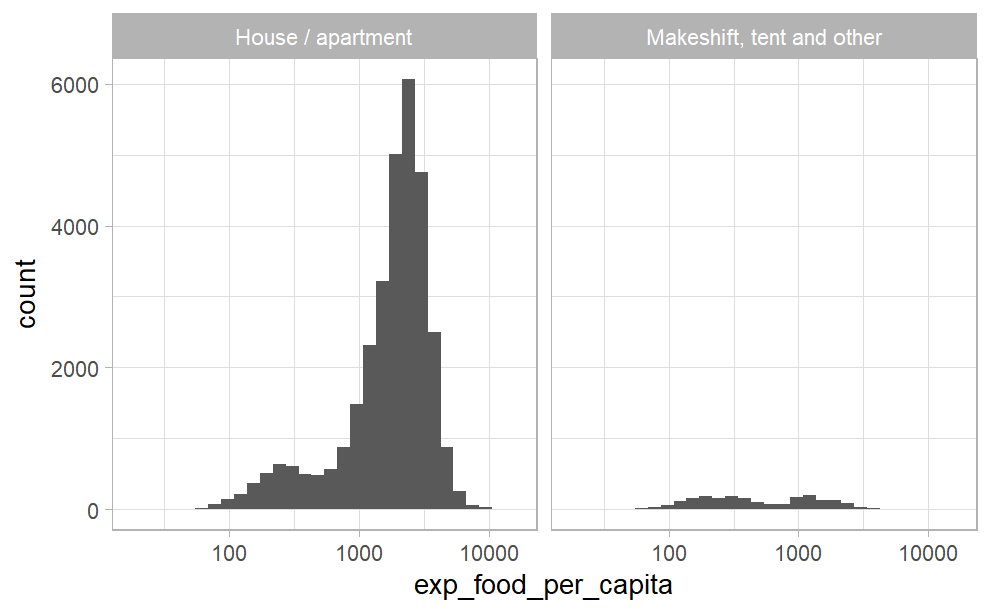 House / apartment
Makeshift, tent and other
6000
4000
2000
0
count
100 1000 10000
100 1000 10000
exp_food_per_capita